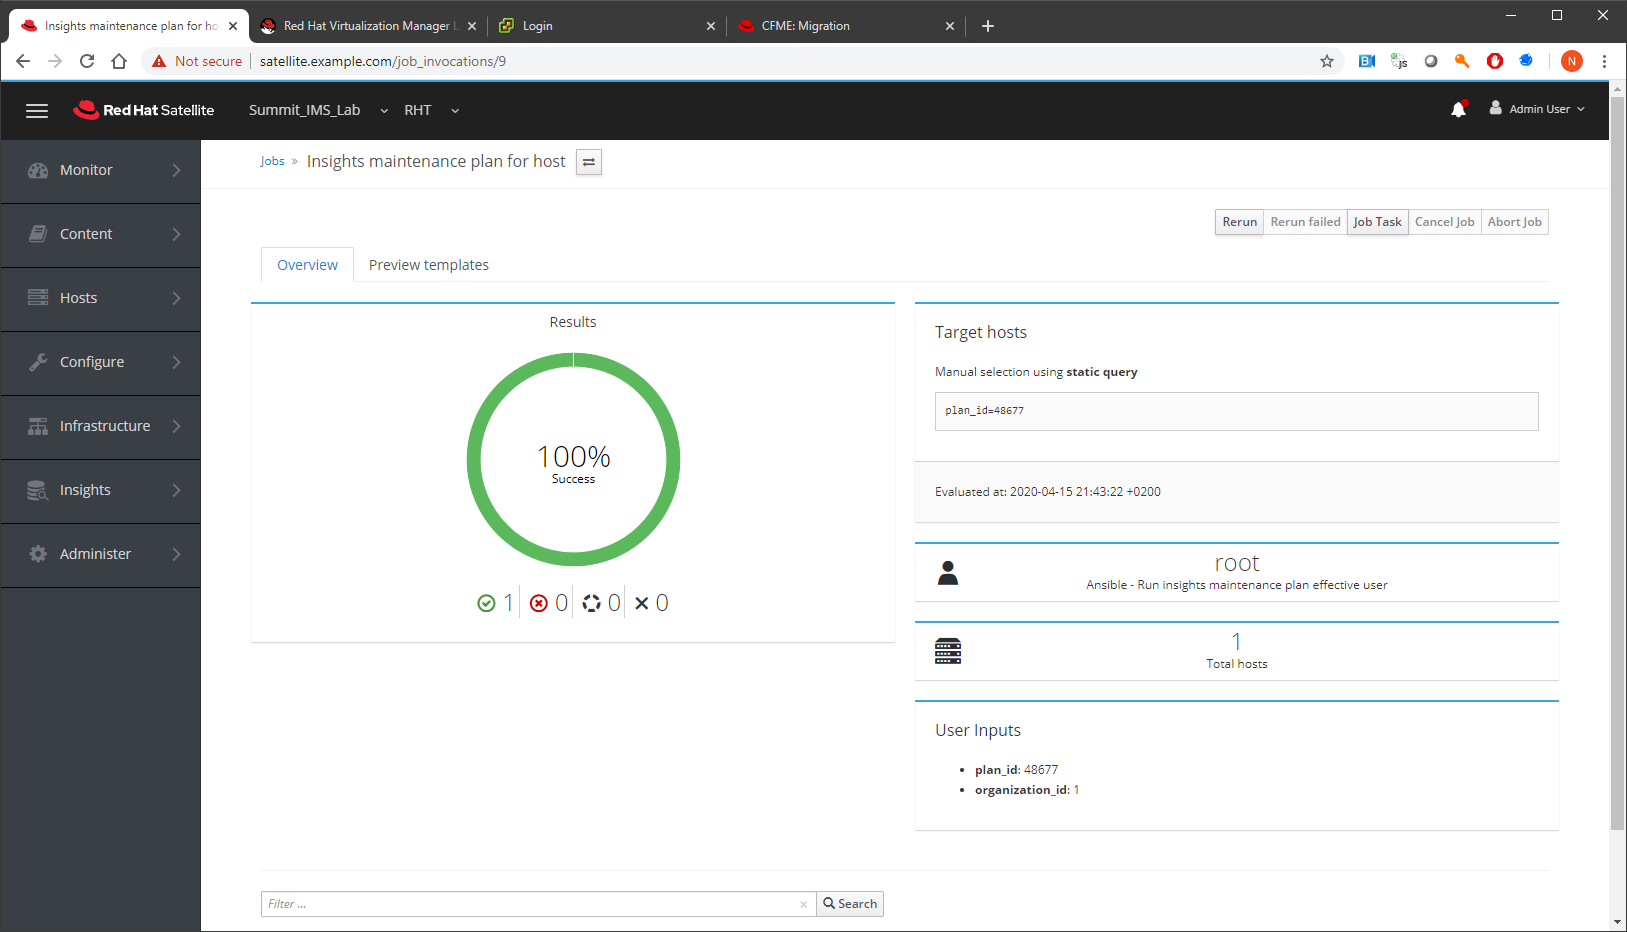 Insights maintenance plan for ho
Red Hat Virtualization Manager
Login
CFME: Migration
Not secure
satellite.example.com/job_invocations/9
N
Red Hat Satellite
Summit_IMS_Lab
RHT
Admin User
Monitor
Content
Hosts
Configure
Infrastructure
Insights
Administer
Jobs » Insights maintenance plan for host
Rerun
Rerun failed
Job Task
Cancel Job
Abort Job
Overview
Preview templates
Results
100%
Success
1 0 0 0
Target hosts
Manual selection using static query
plan_id=48677
Evaluated at: 2020-04-15 21:43:22 +0200
root
Ansible - Run insights maintenance plan effective user
1
Total hosts
User Inputs
plan_id: 48677
organization_id: 1
Filter ...
Search